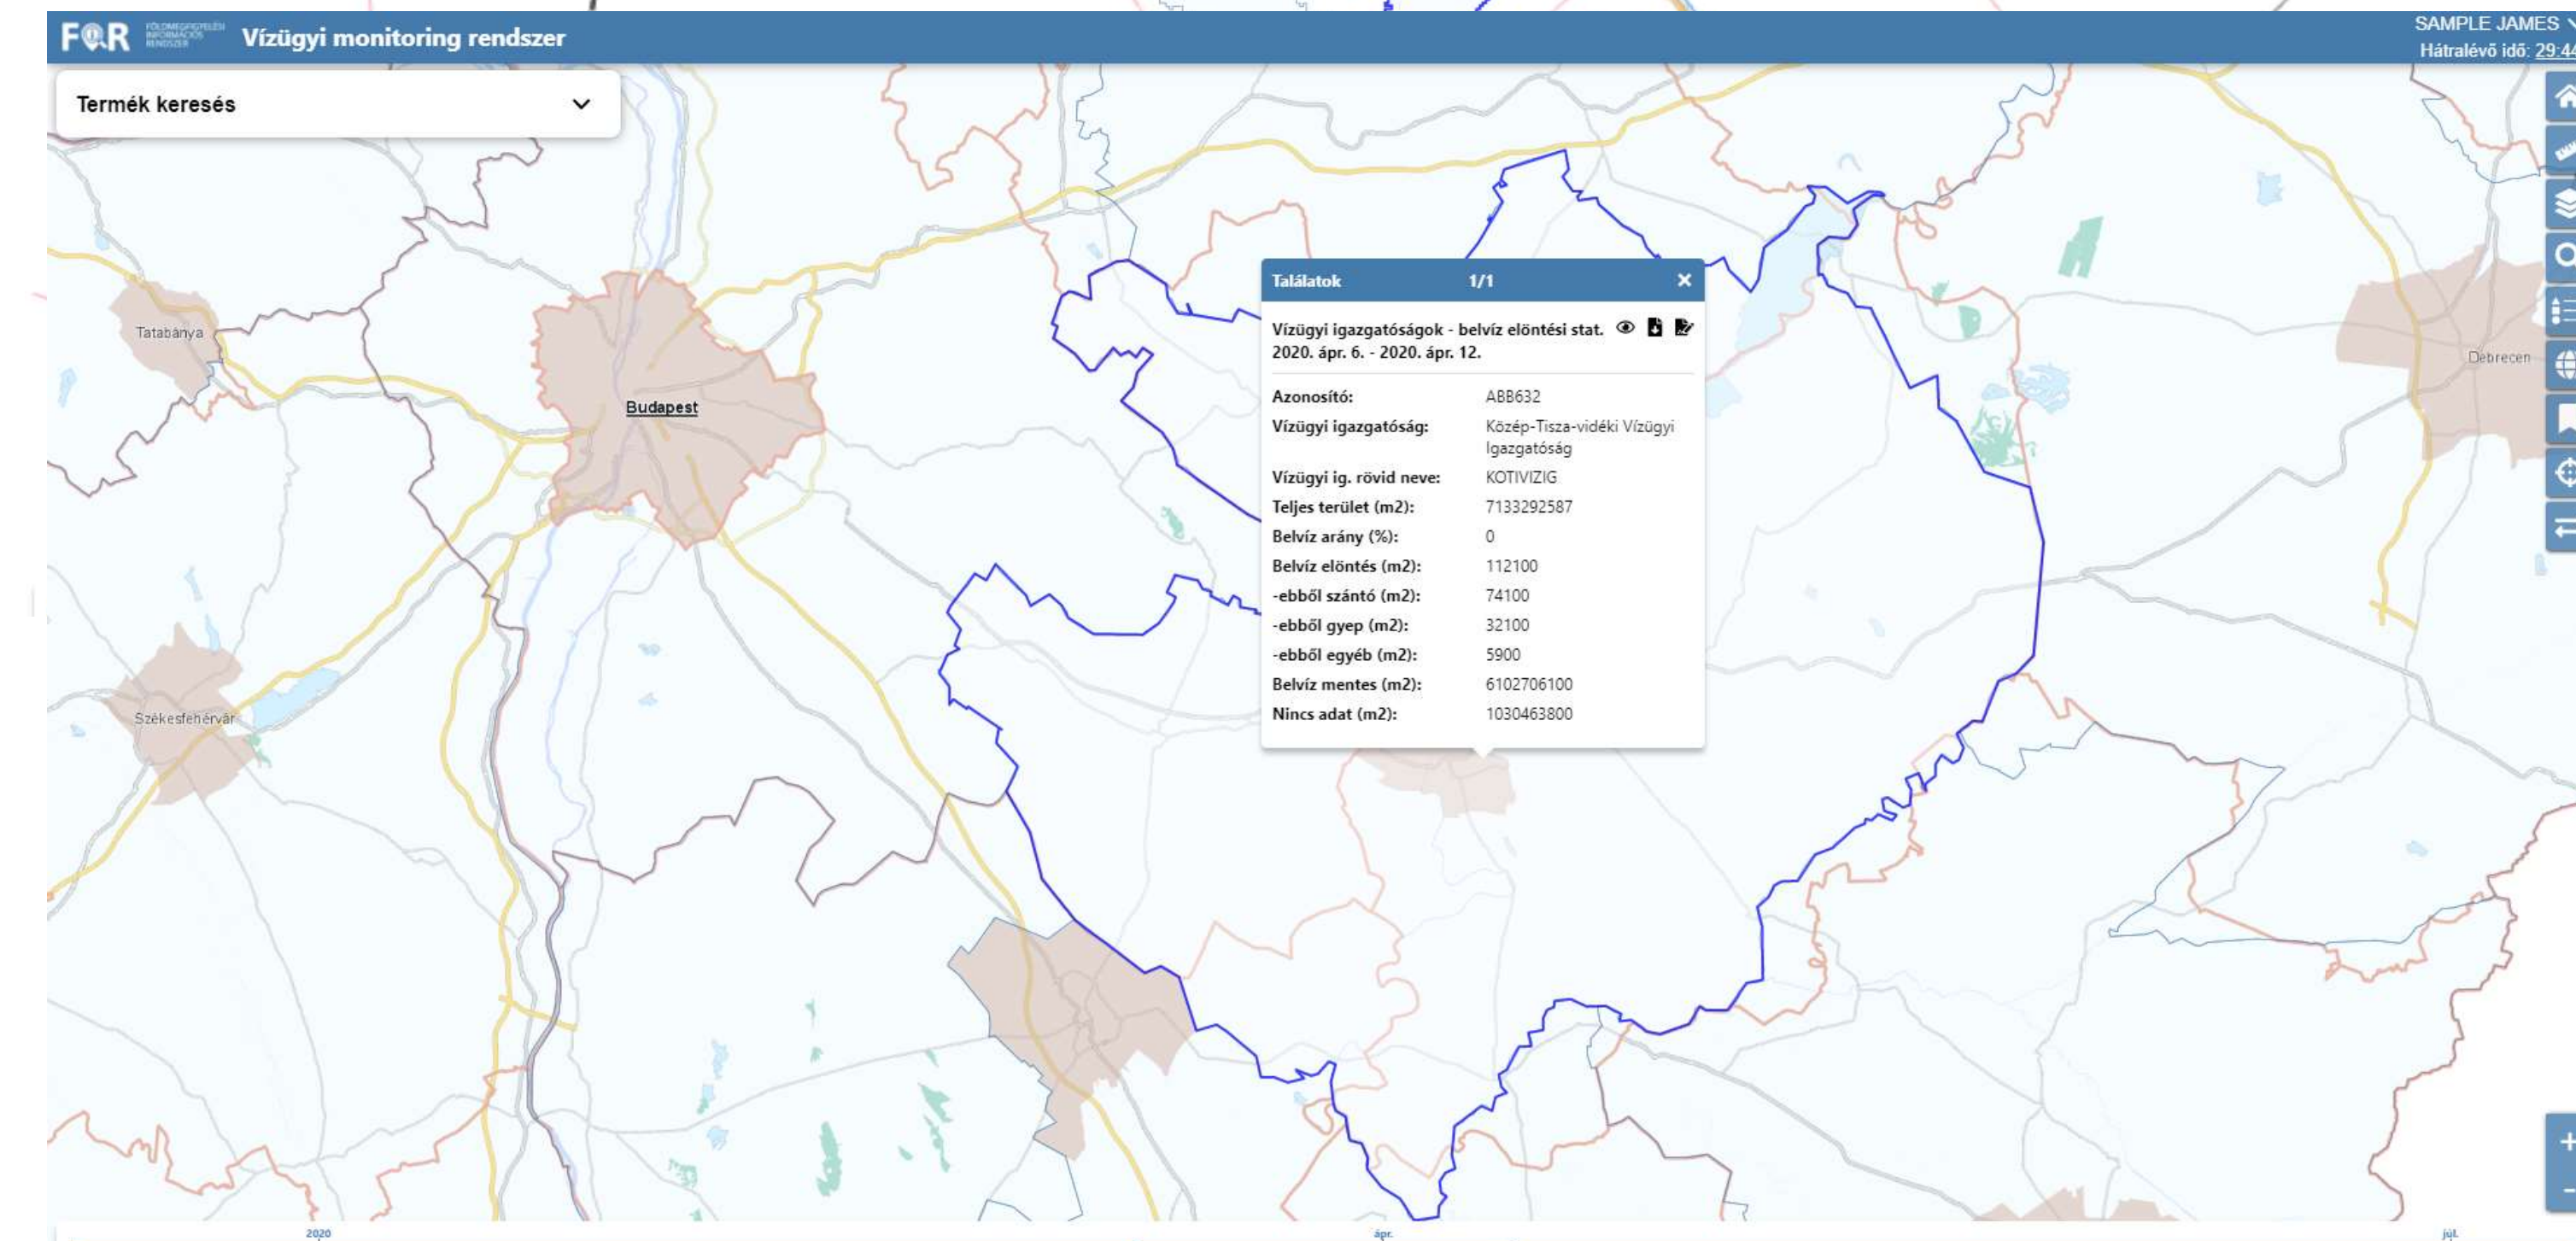 FÖR
FÖLDMEGFIGYELÉSI
INFORMÁCIÓS
RENDSZER
Vízügyi monitoring rendszer
SAMPLE JAMES
Hátralévő idő: 29:44
Termék keresés
Tatabánya
Budapest
Székesfehérvár
Debrecen
Találatok 1/1
Vízügyi igazgatóságok - belvíz elöntési stat.
2020. ápr. 6. - 2020. ápr. 12.
Azonosító: ABB632
Vízügyi igazgatóság: Közép-Tisza-vidéki Vízügyi
Igazgatóság
Vízügyi ig. rövid neve: KOTIVIZIG
Teljes terület (m2): 7133292587
Belvíz arány (%): 0
Belvíz elöntés (m2): 112100
-ebből szántó (m2): 74100
-ebből gyep (m2): 32100
-ebből egyéb (m2): 5900
Belvíz mentes (m2): 6102706100
Nincs adat (m2): 1030463800
2020
ápr.
júl.